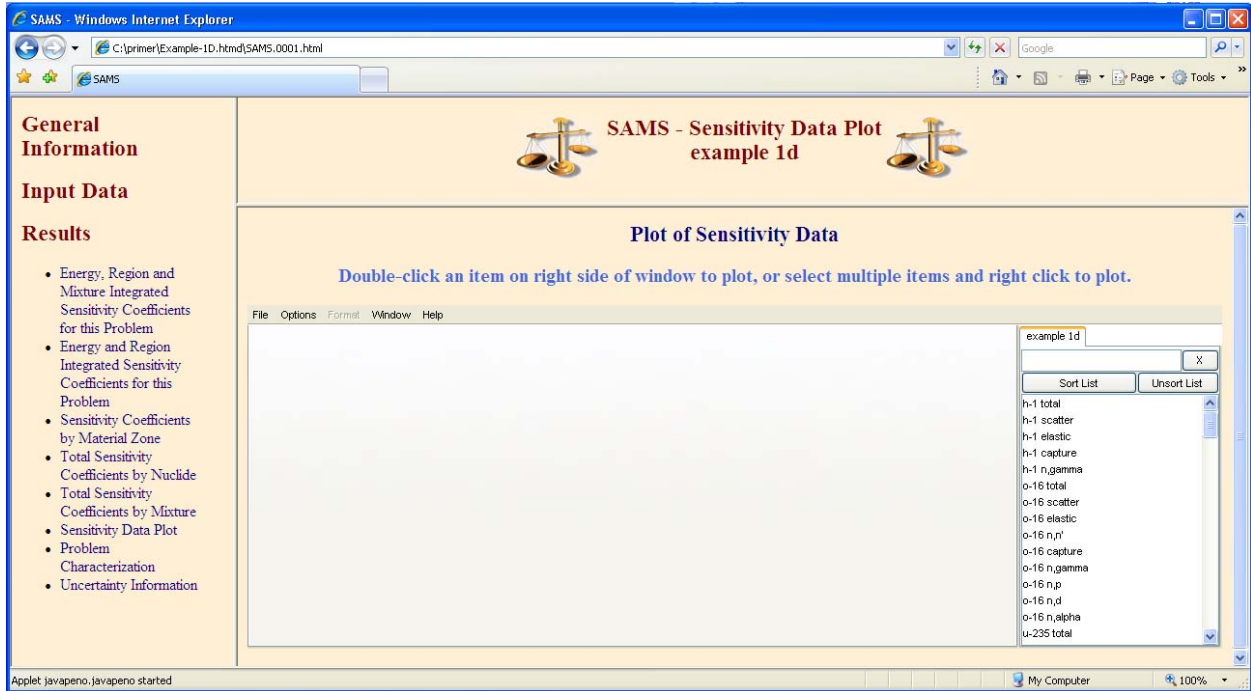 SAMS - Windows Internet Explorer
C:\primer\Example-1D.htmd\SAMS.0001.html
Google
SAMS
Page
Tools
General
Information
Input Data
Results
Energy, Region and
Mixture Integrated
Sensitivity Coefficients
for this Problem
Energy and Region
Integrated Sensitivity
Coefficients for this
Problem
Sensitivity Coefficients
by Material Zone
Total Sensitivity
Coefficients by Nuclide
Total Sensitivity
Coefficients by Mixture
Sensitivity Data Plot
Problem
Characterization
Uncertainty Information
SAMS - Sensitivity Data Plot
example 1d
Plot of Sensitivity Data
Double-click an item on right side of window to plot, or select multiple items and right click to plot.
File Options Format Window Help
example 1d
X
Sort List Unsort List
h-1 total
h-1 scatter
h-1 elastic
h-1 capture
h-1 n,gamma
o-16 total
o-16 scatter
o-16 elastic
o-16 n,n'
o-16 capture
o-16 n,gamma
o-16 n,p
o-16 n,d
o-16 n,alpha
u-235 total
Applet javapeno.javapeno started
My Computer
100%